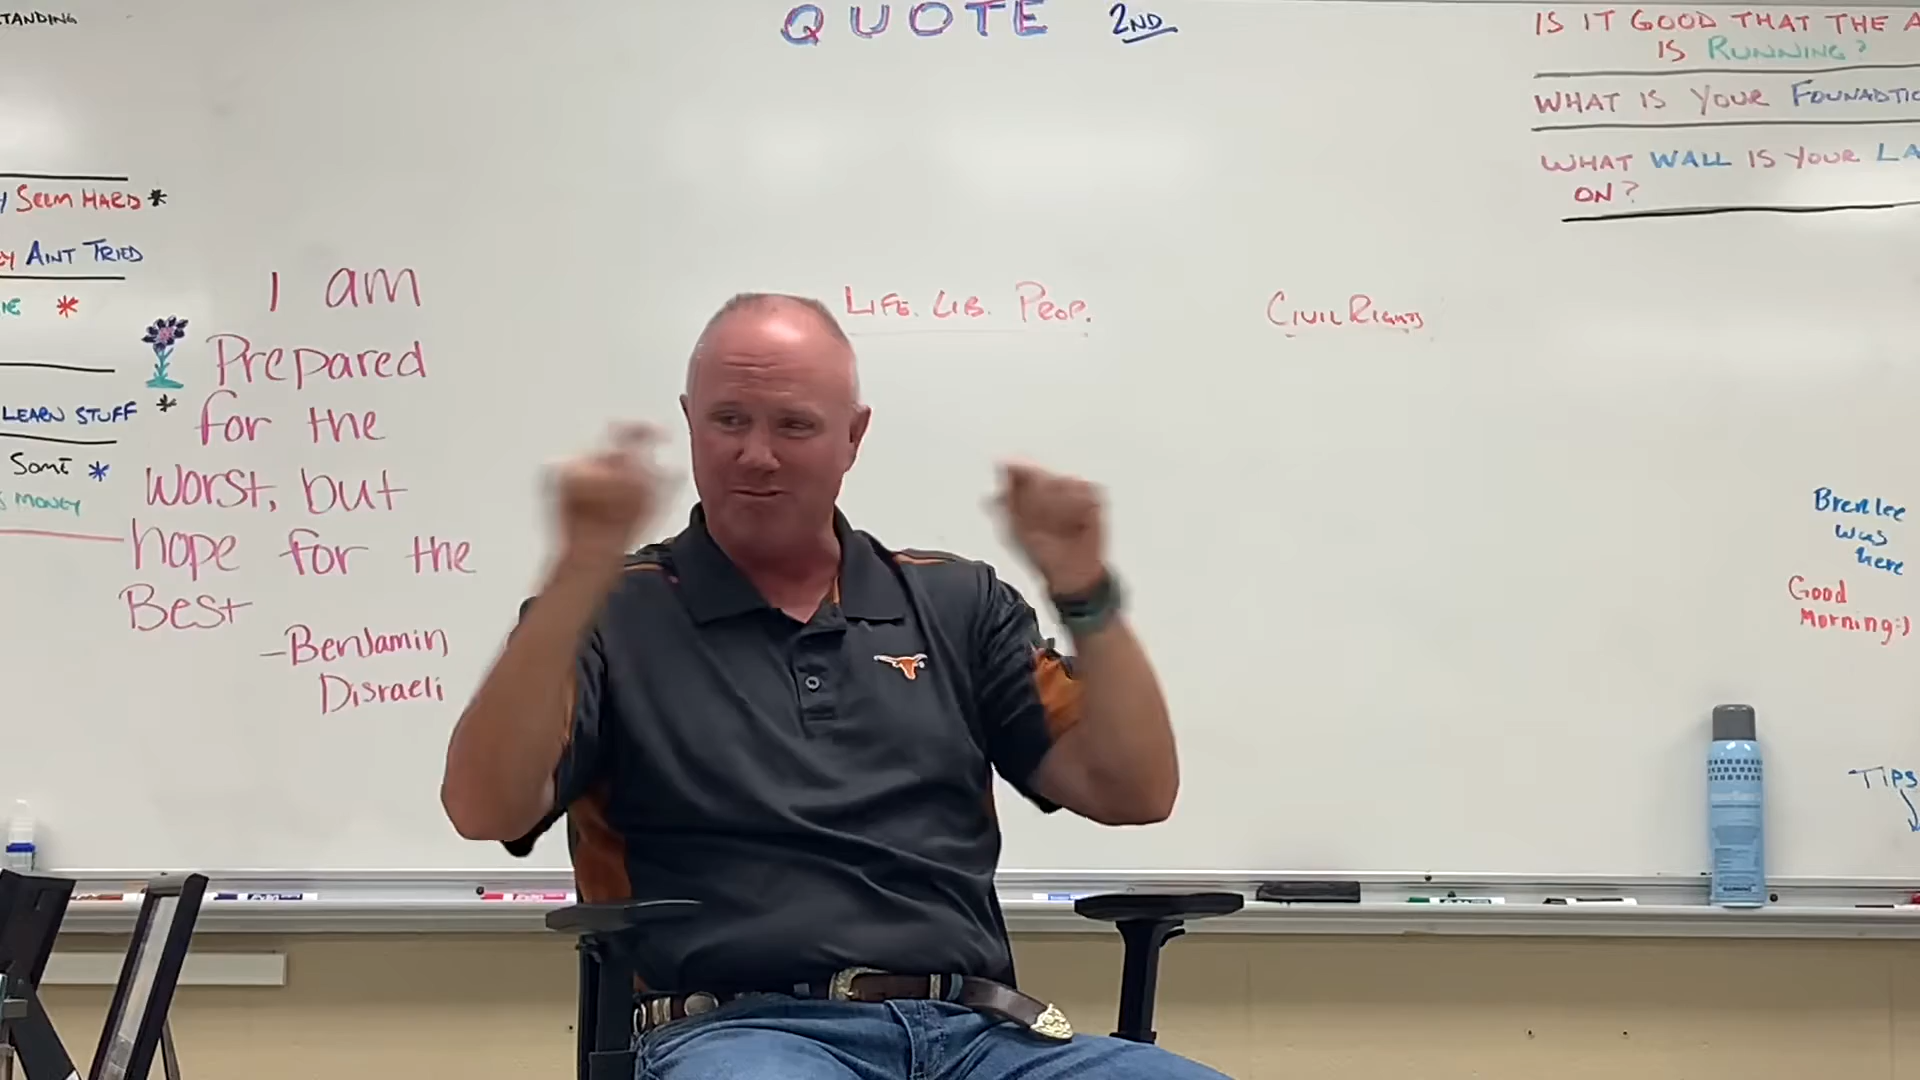 TANDING
QUOTE 2ND
IS IT GOOD THAT THE A
IS RUNNING?
WHAT IS YOUR FOUNADTIO
WHAT WALL IS YOUR LA
ON?
SEEM HARD *
AINT TRIED
*
LEARN STUFF *
SOME *
MONEY
I am
Prepared
for the
worst, but
hope for the
Best
- Benjamin
Disraeli
LIFE. LIB. PROP.
CIVIL RIGHTS
Brenlee
was
here
Good
Morning:)
TIPS